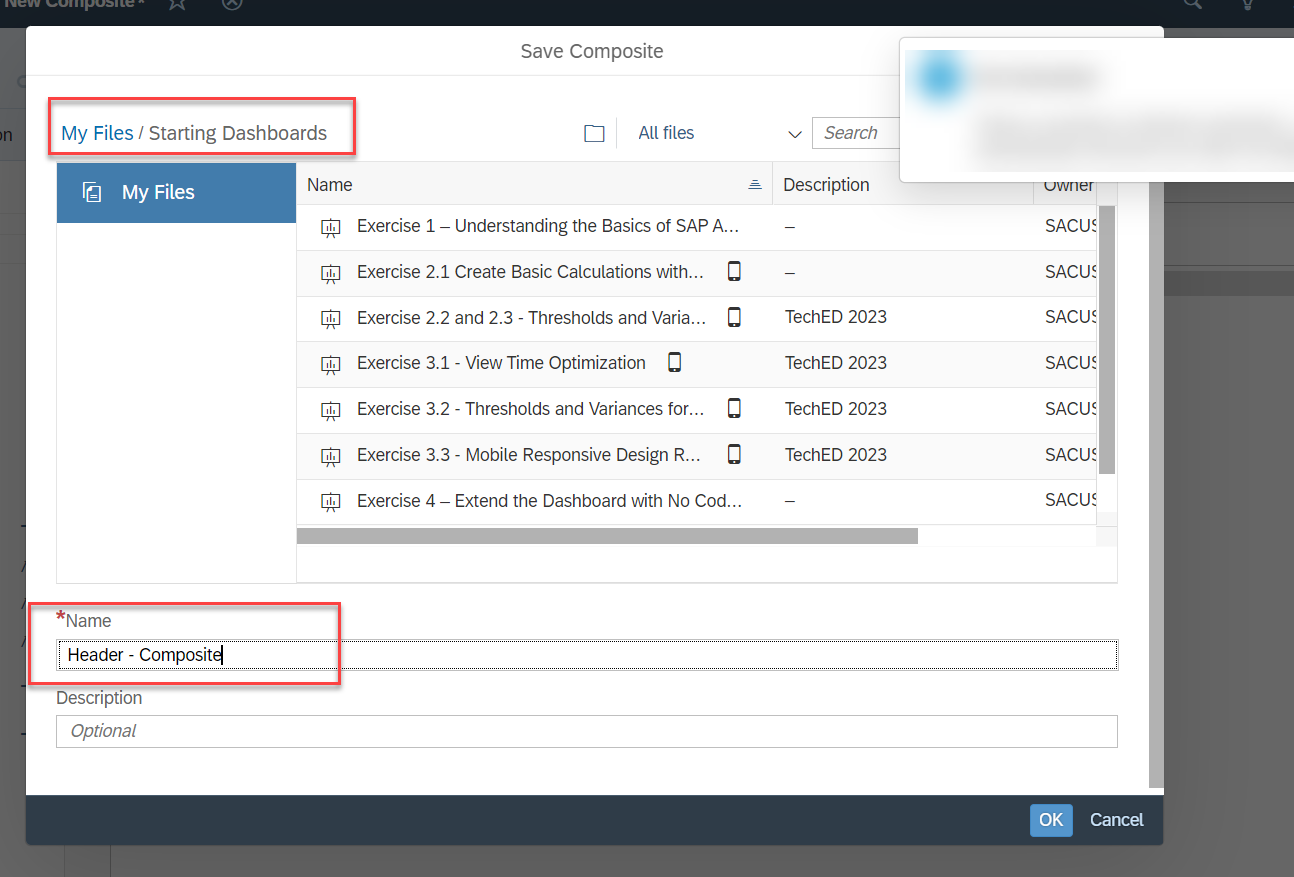 New Composite*
Save Composite
on
My Files / Starting Dashboards
All files
Search
My Files
Name
Description
Owner
Exercise 1 – Understanding the Basics of SAP A...
–
SACUS
Exercise 2.1 Create Basic Calculations with...
–
SACUS
Exercise 2.2 and 2.3 - Thresholds and Varia...
TechED 2023
SACUS
Exercise 3.1 - View Time Optimization
TechED 2023
SACUS
Exercise 3.2 - Thresholds and Variances for...
TechED 2023
SACUS
Exercise 3.3 - Mobile Responsive Design R...
TechED 2023
SACUS
Exercise 4 – Extend the Dashboard with No Cod...
–
SACUS
*Name
Header - Composite
Description
Optional
OK
Cancel